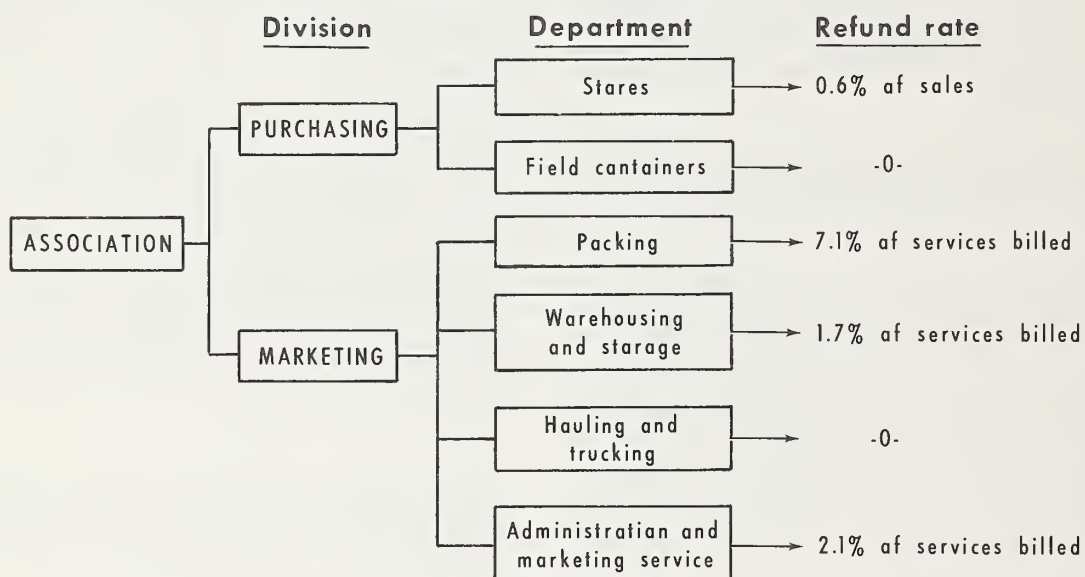 Division Department Refund rate
Stares 0.6% af sales
PURCHASING
Field cantainers -0-
ASSOCIATION
Packing 7.1% af services billed
Warehousing
and starage 1.7% af services billed
MARKETING
Hauling and
trucking -0-
Administratian and
marketing service 2.1% af services billed